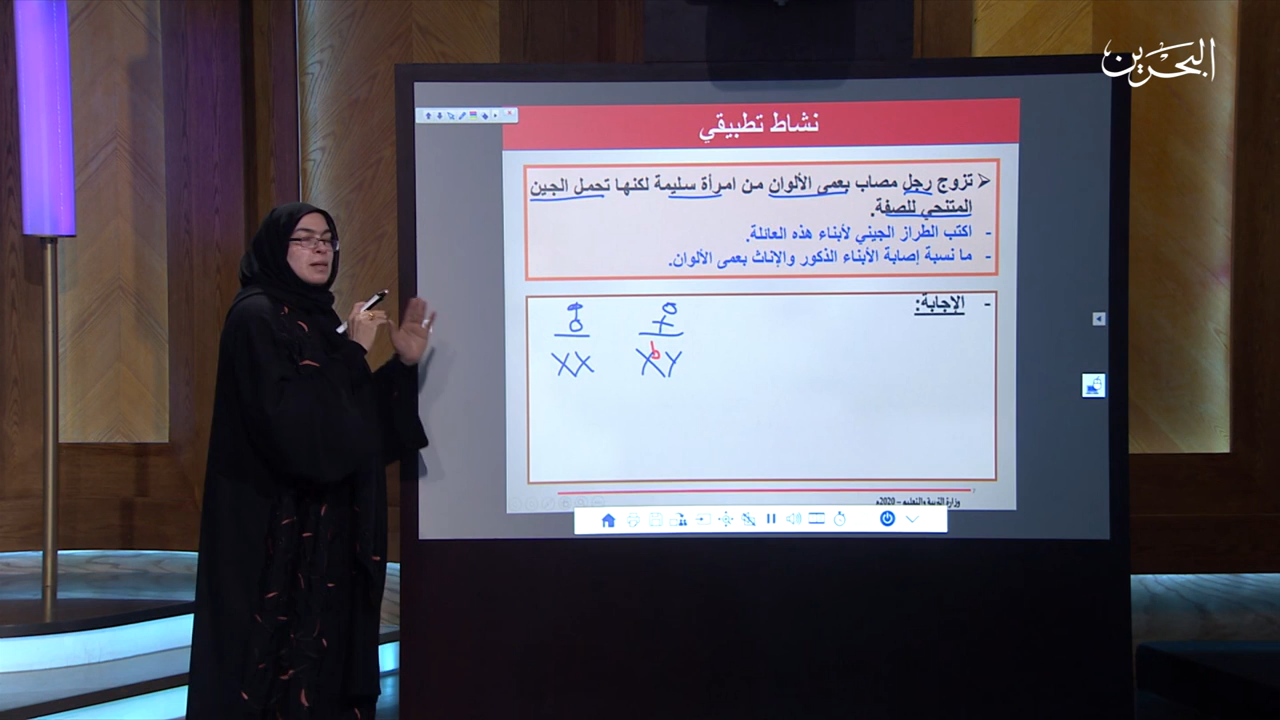 البحرين
نشاط تطبيقي
تزوج رجل مصاب بعمى الألوان من امرأة سليمة لكنها تحمل الجين
المتنحي للصفة.
- اكتب الطراز الجيني لأبناء هذه العائلة.
- ما نسبة إصابة الأبناء الذكور والإناث بعمى الألوان.
- الإجابة:
XX XbY
وزارة التربية والتعليم – 2020م